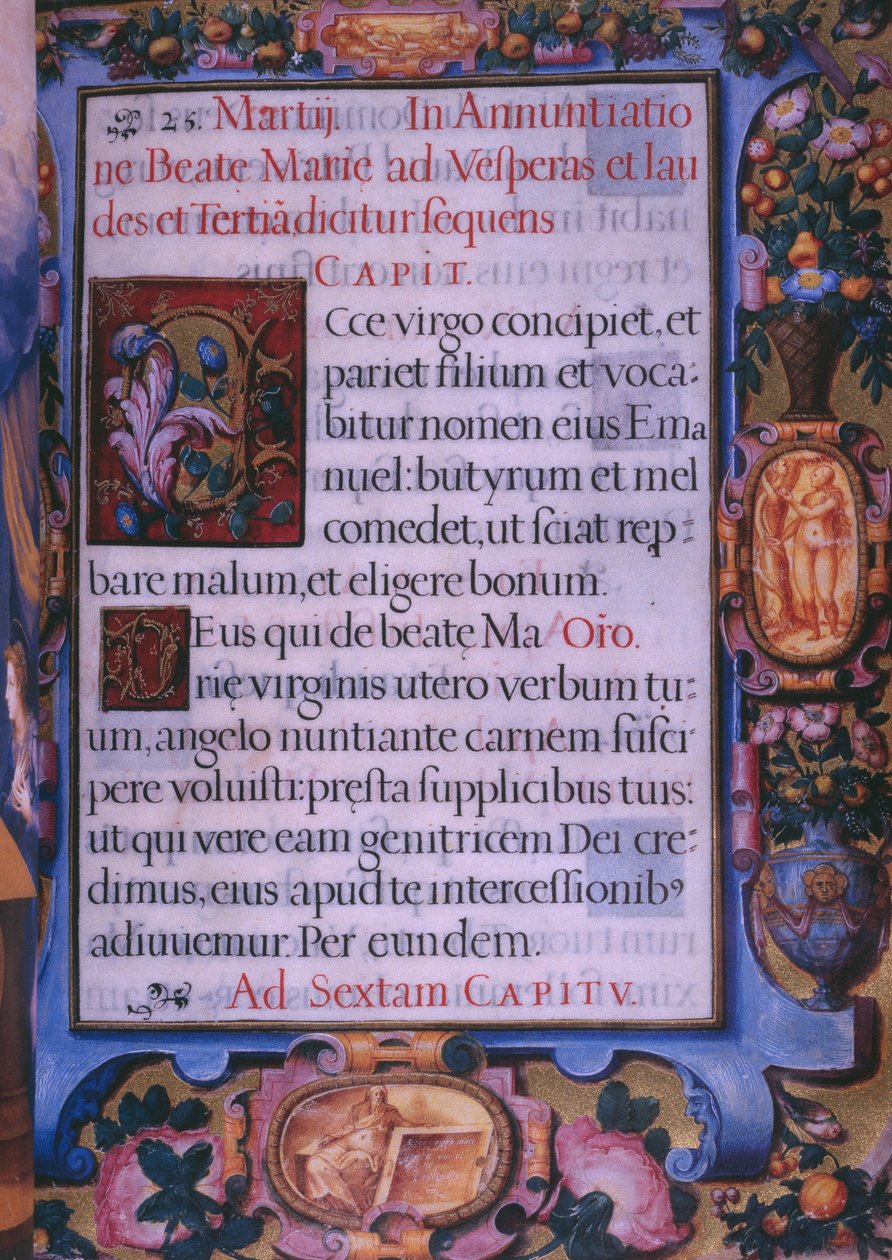 25. Martij. In Annuntiatio
ne Beatę Marię ad Veſperas et lau
des et Tertiã, dicitur ſequens
CAPIT.
Ecce virgo concipiet, et
pariet filium et voca⸗
bitur nomen eius Ema
nuel: butyrum et mel
comedet, ut ſciat rep⸗
bare malum, et eligere bonum.
Deus qui de beatę Ma Or̃o.
rię virginis utero verbum tu⸗
um, angelo nuntiante carnem ſuſci⸗
pere voluiſti: pręſta ſupplicibus tuis:
ut qui vere eam genitricem Dei cre⸗
dimus, eius apud te interceſſionibꝰ
adiuuemur. Per eundem.
Ad Sextam CAPITV.